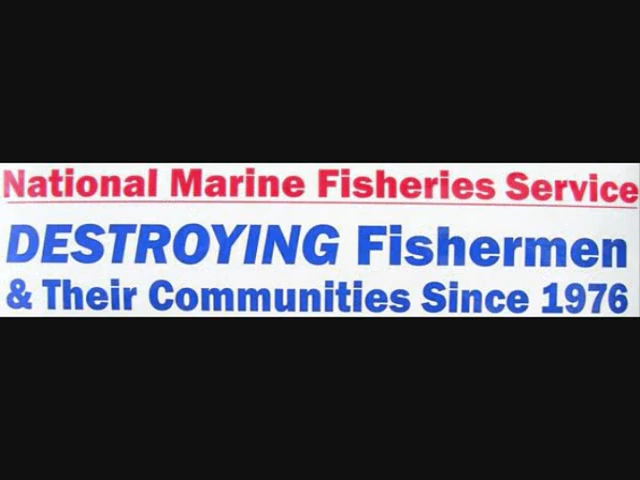 National Marine Fisheries Service
DESTROYING Fishermen
& Their Communities Since 1976